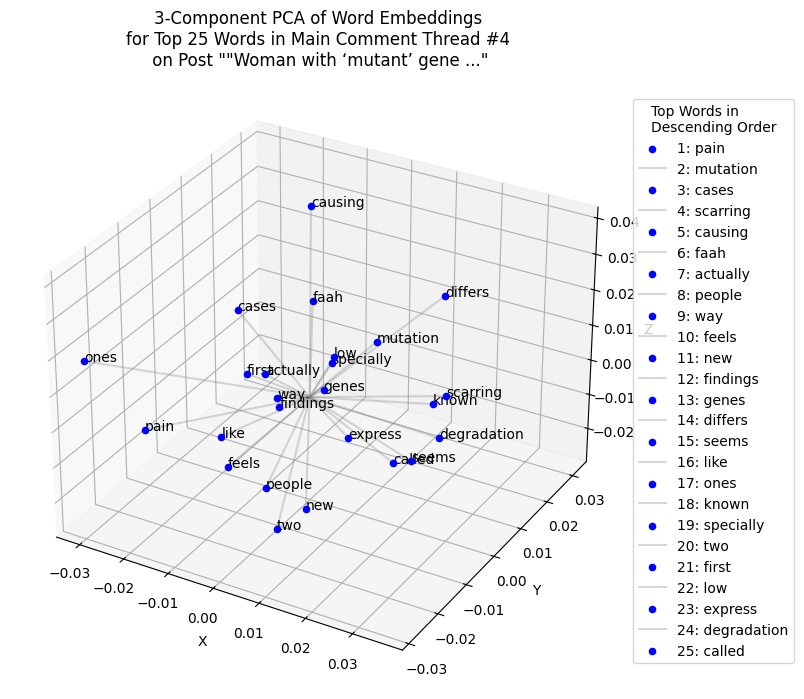 3-Component PCA of Word Embeddings
for Top 25 Words in Main Comment Thread #4
on Post ""Woman with ‘mutant’ gene ..."
Top Words in
Descending Order
1: pain
2: mutation
3: cases
4: scarring
5: causing
6: faah
7: actually
8: people
9: way
10: feels
11: new
12: findings
13: genes
14: differs
15: seems
16: like
17: ones
18: known
19: specially
20: two
21: first
22: low
23: express
24: degradation
25: called
causing
faah
differs
cases
mutation
low
specially
ones
first
actually
genes
way
findings
scarring
known
pain
like
express
degradation
feels
called
seems
people
new
two
0.04
0.03
0.02
0.01
0.00
−0.01
−0.02
Z
−0.03
−0.02
−0.01
0.00
0.01
0.02
0.03
X
−0.03
−0.02
−0.01
0.00
0.01
0.02
0.03
Y